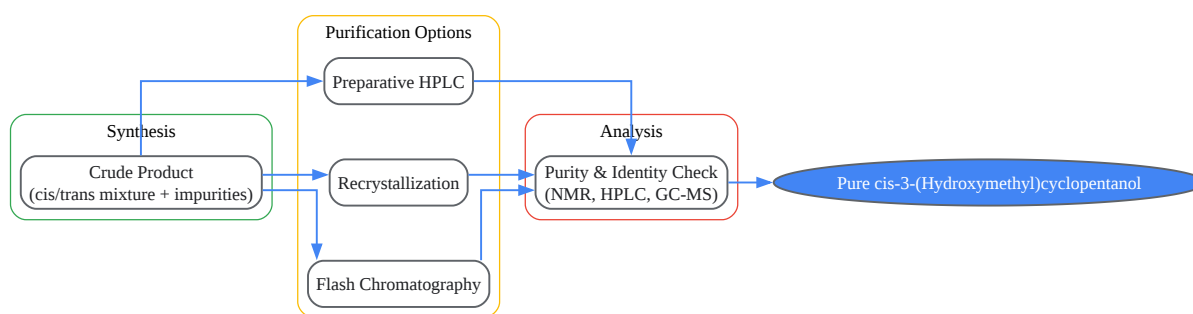 Purification Options
Preparative HPLC
Synthesis
Crude Product
(cis/trans mixture + impurities)
Recrystallization
Flash Chromatography
Analysis
Purity & Identity Check
(NMR, HPLC, GC-MS)
Pure cis-3-(Hydroxymethyl)cyclopentanol